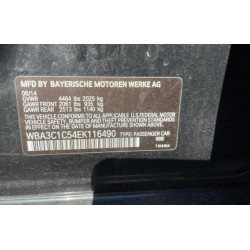 MFD BY BAYERISCHE MOTOREN WERKE AG
06/14
GVWR 4464 lbs 2025 kg
GAWR FRONT 2061 lbs 935 kg
GAWR REAR 2513 lbs 1140 kg
THIS VEHICLE CONFORMS TO ALL APPLICABLE
FEDERAL MOTOR VEHICLE SAFETY,
BUMPER AND THEFT PREVENTION STANDARDS
IN EFFECT ON THE DATE OF MANUFACTURE SHOWN ABOVE.
WBA3C1C54EK116490 TYPE: PASSENGER CAR